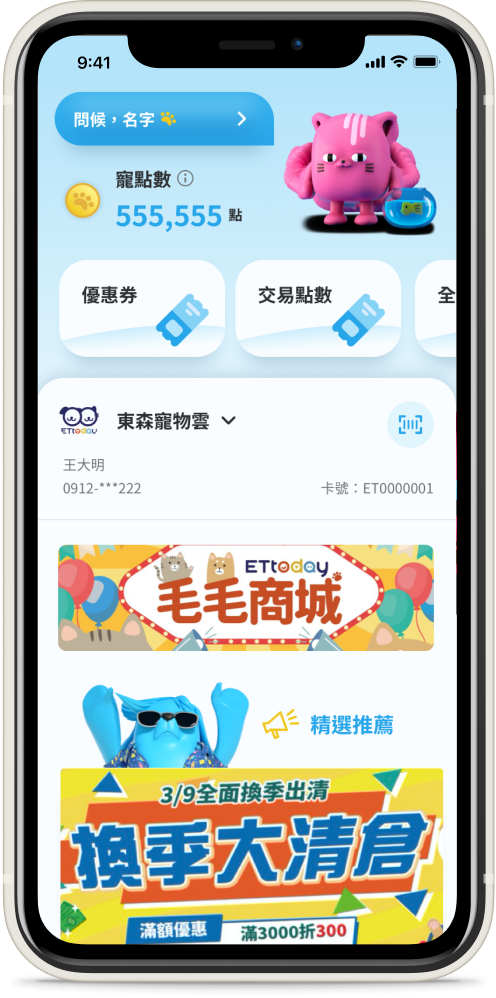 9:41
問候，名字
寵點數
555,555 點
優惠券
交易點數
全
ETtoday
東森寵物雲
王大明
0912-***222
卡號：ET0000001
ETtoday
毛毛商城
精選推薦
3/9全面換季出清
換季大清倉
滿額優惠
滿3000折300